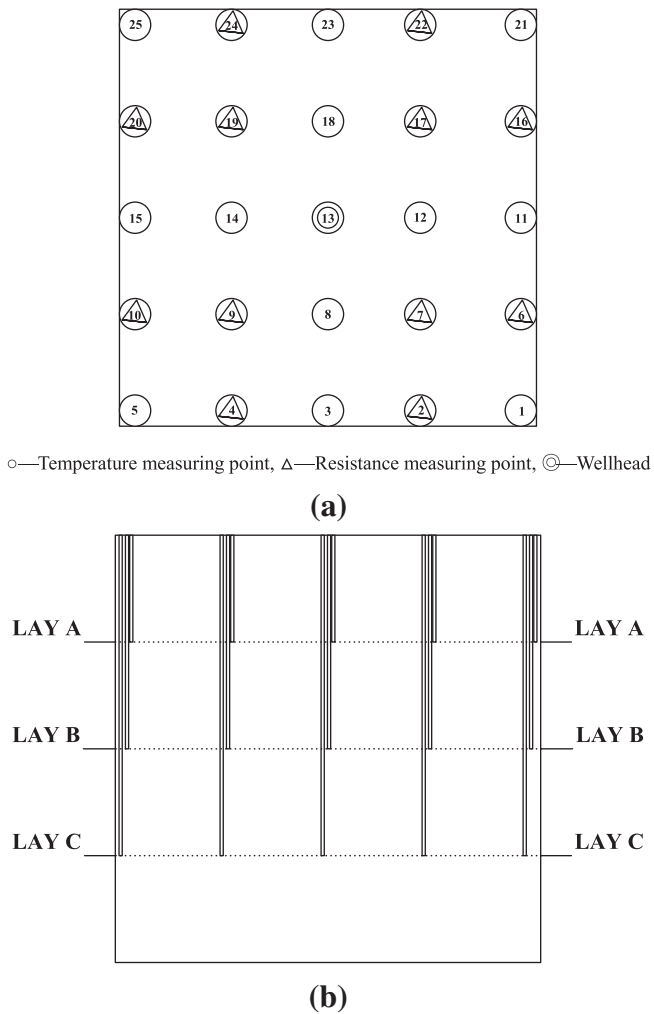 25 24 23 22 21
20 19 18 17 16
15 14 13 12 11
10 9 8 7 6
5 4 3 2 1
○—Temperature measuring point, △—Resistance measuring point, ◎—Wellhead
(a)
LAY A LAY A
LAY B LAY B
LAY C LAY C
(b)